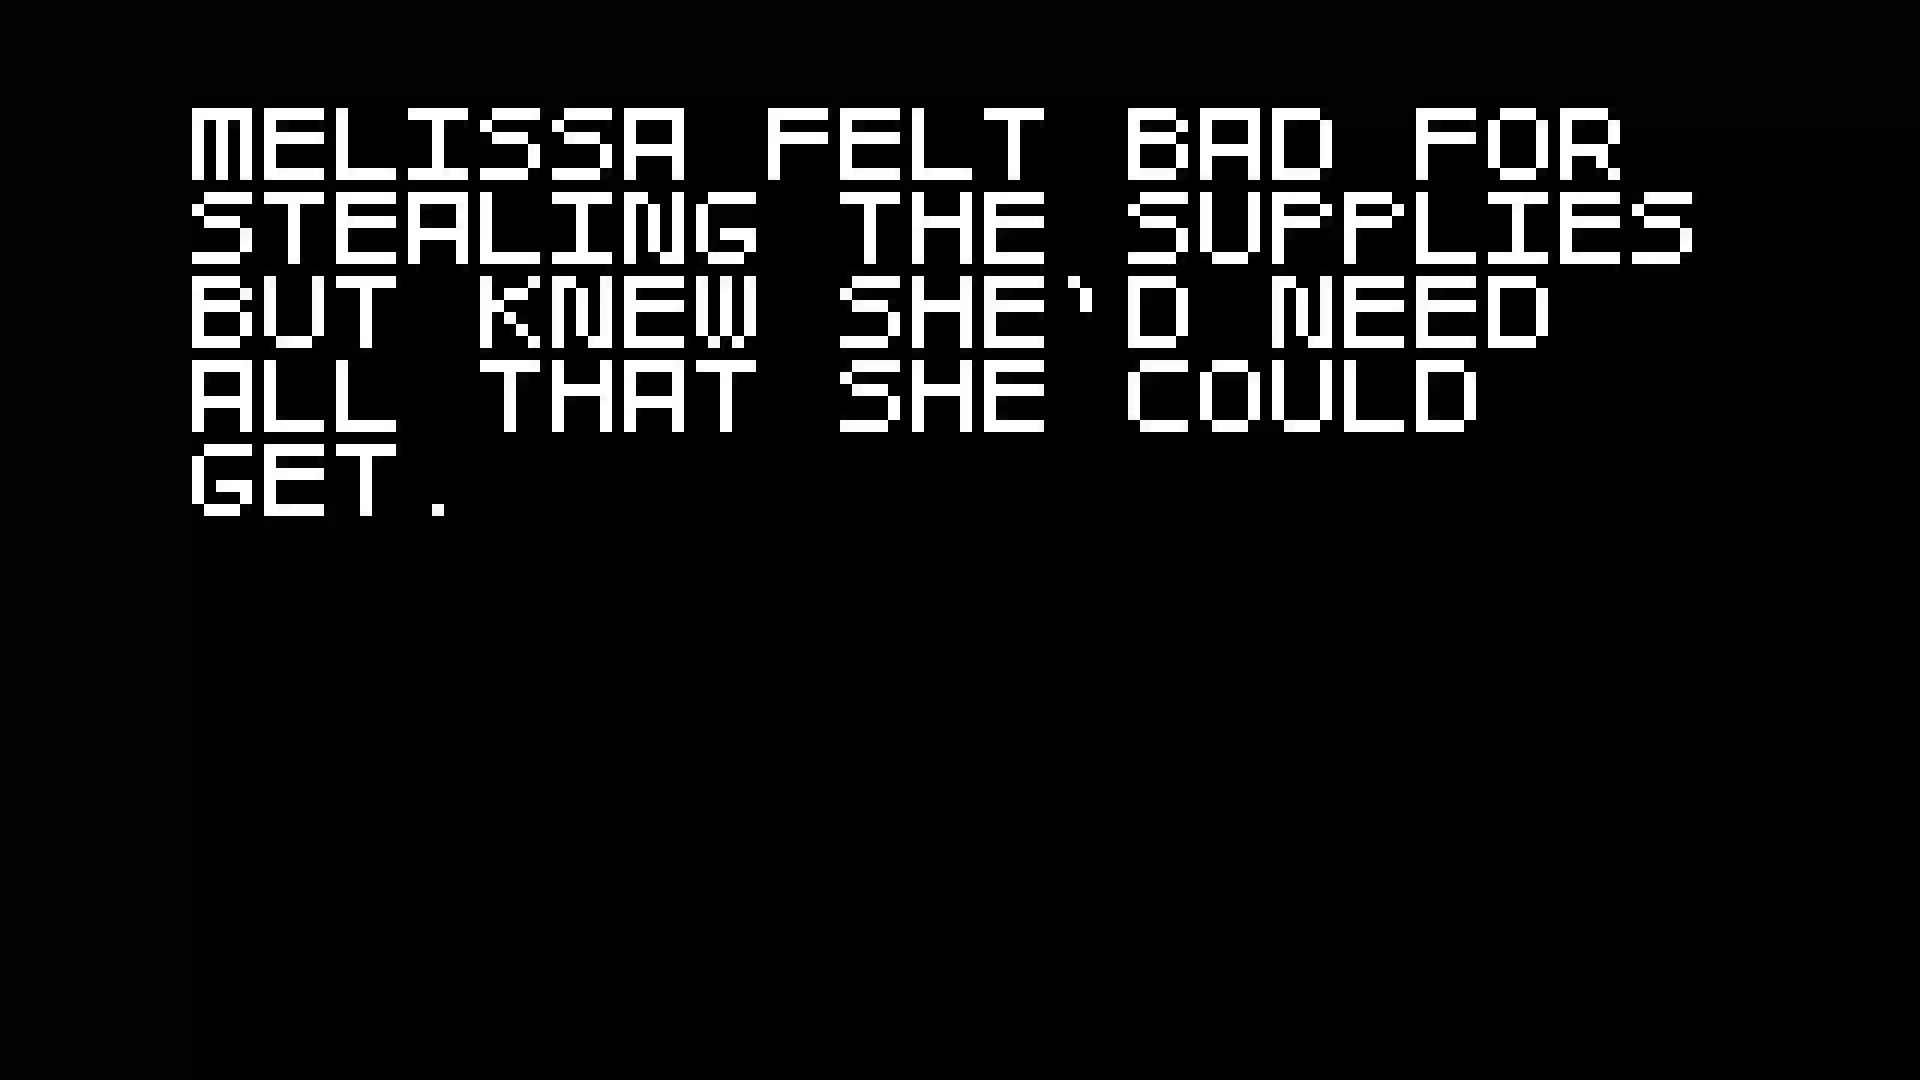 MELISSA FELT BAD FOR
STEALING THE SUPPLIES
BUT KNEW SHE'D NEED
ALL THAT SHE COULD
GET.